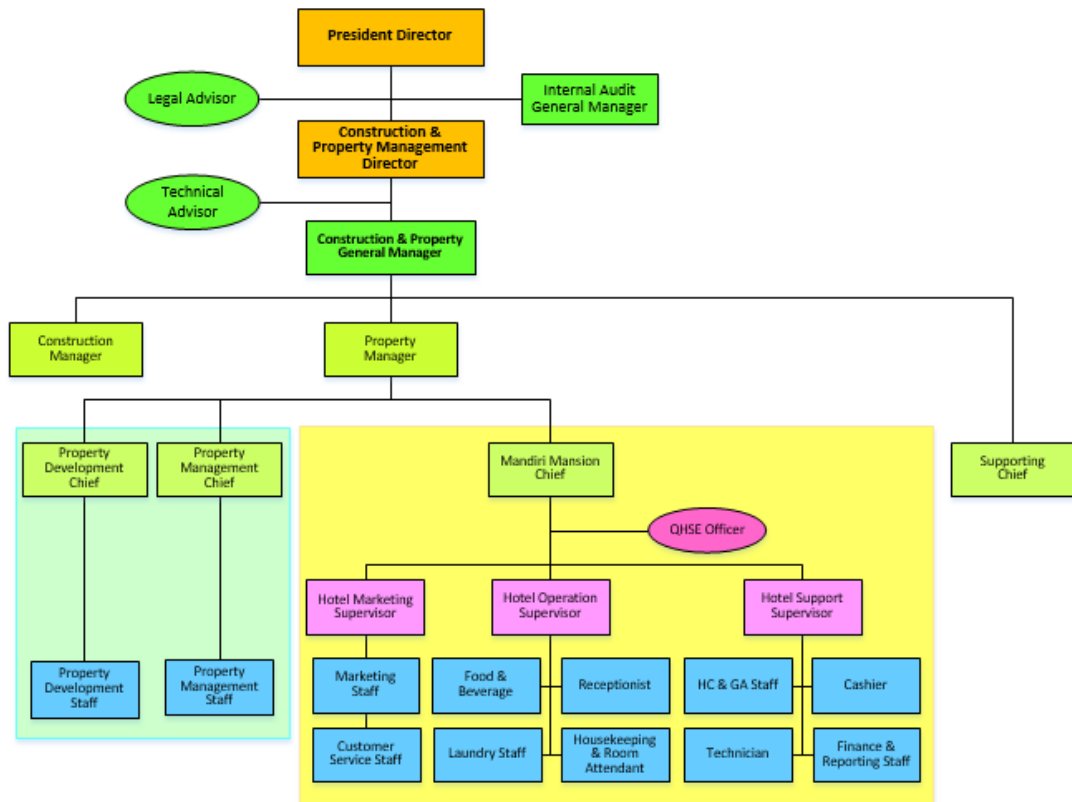 President Director
Legal Advisor
Internal Audit
General Manager
Construction &
Property Management
Director
Technical
Advisor
Construction & Property
General Manager
Construction
Manager
Property
Manager
Property
Development
Chief
Property
Management
Chief
Mandiri Mansion
Chief
Supporting
Chief
QHSE Officer
Hotel Marketing
Supervisor
Hotel Operation
Supervisor
Hotel Support
Supervisor
Property
Development
Staff
Property
Management
Staff
Marketing
Staff
Food &
Beverage
Receptionist
HC & GA Staff
Cashier
Customer
Service Staff
Laundry Staff
Housekeeping
& Room
Attendant
Technician
Finance &
Reporting Staff